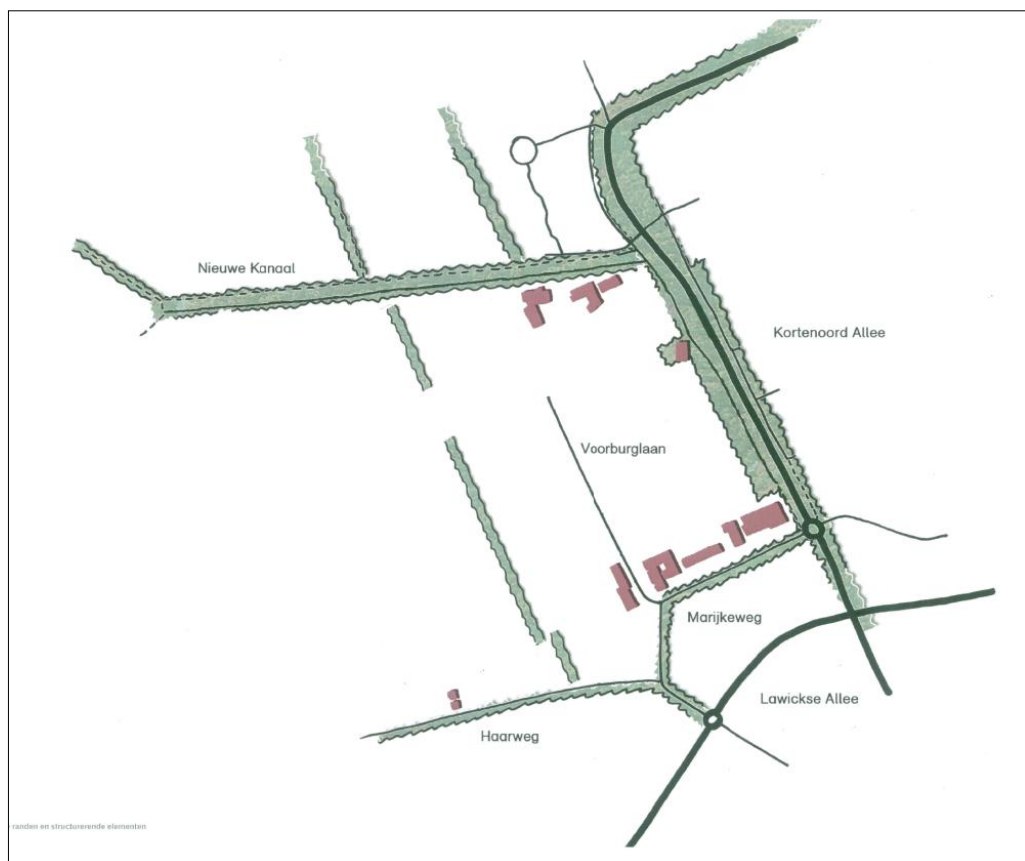 Nieuwe Kanaal
Kortenoord Allee
Voorburglaan
Marijkeweg
Lawickse Allee
Haarweg
randen en structurerende elementen